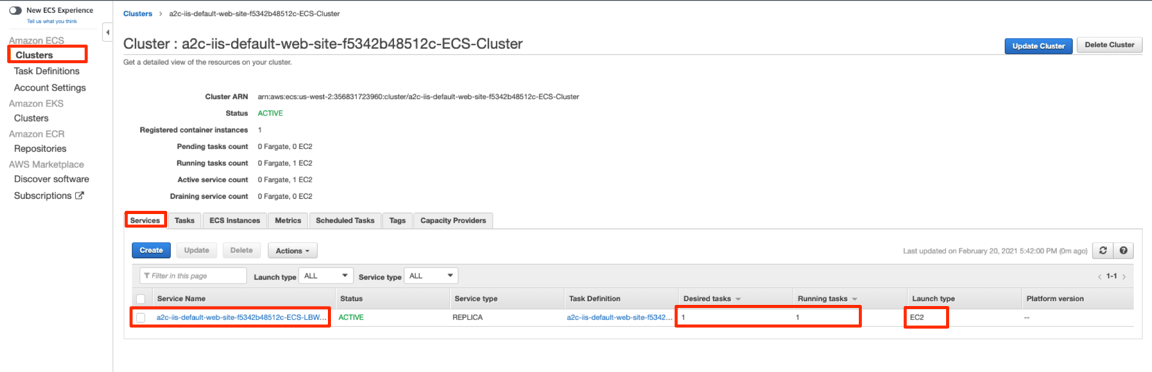 New ECS Experience
Tell us what you think
Amazon ECS
Clusters
Task Definitions
Account Settings
Amazon EKS
Clusters
Amazon ECR
Repositories
AWS Marketplace
Discover software
Subscriptions
Clusters > a2c-iis-default-web-site-f5342b48512c-ECS-Cluster
Cluster : a2c-iis-default-web-site-f5342b48512c-ECS-Cluster
Update Cluster Delete Cluster
Get a detailed view of the resources on your cluster.
Cluster ARN arn:aws:ecs:us-west-2:356831723960:cluster/a2c-iis-default-web-site-f5342b48512c-ECS-Cluster
Status ACTIVE
Registered container instances 1
Pending tasks count 0 Fargate, 0 EC2
Running tasks count 0 Fargate, 1 EC2
Active service count 0 Fargate, 1 EC2
Draining service count 0 Fargate, 0 EC2
Services Tasks ECS Instances Metrics Scheduled Tasks Tags Capacity Providers
Create Update Delete Actions Last updated on February 20, 2021 5:42:00 PM (0m ago)
Filter in this page Launch type ALL Service type ALL < 1-1 >
Service Name Status Service type Task Definition Desired tasks Running tasks Launch type Platform version
a2c-iis-default-web-site-f5342b48512c-ECS-LBW... ACTIVE REPLICA a2c-iis-default-web-site-f5342... 1 1 EC2 --